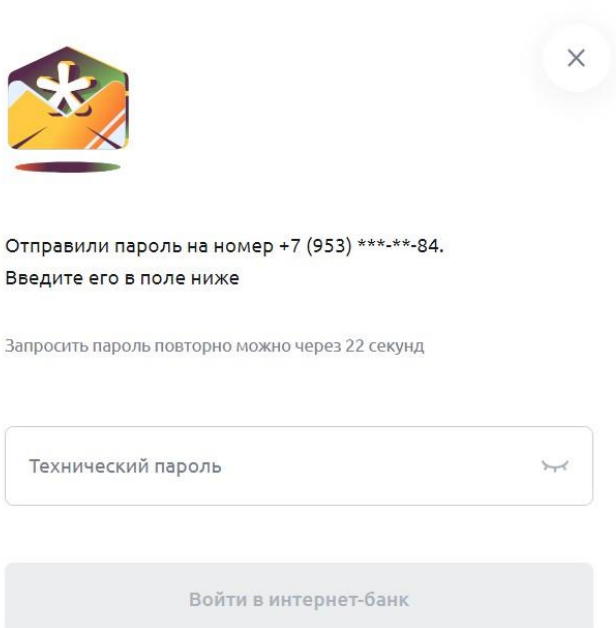 Отправили пароль на номер +7 (953) ***-**-84.
Введите его в поле ниже
Запросить пароль повторно можно через 22 секунд
Технический пароль
Войти в интернет-банк